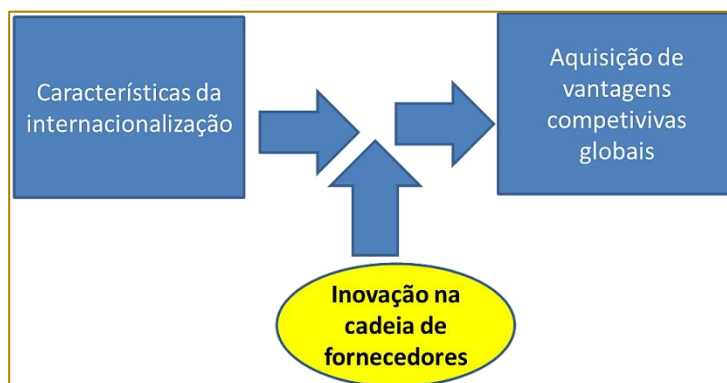 Características da
internacionalização
Aquisição de
vantagens
competivivas
globais
Inovação na
cadeia de
fornecedores